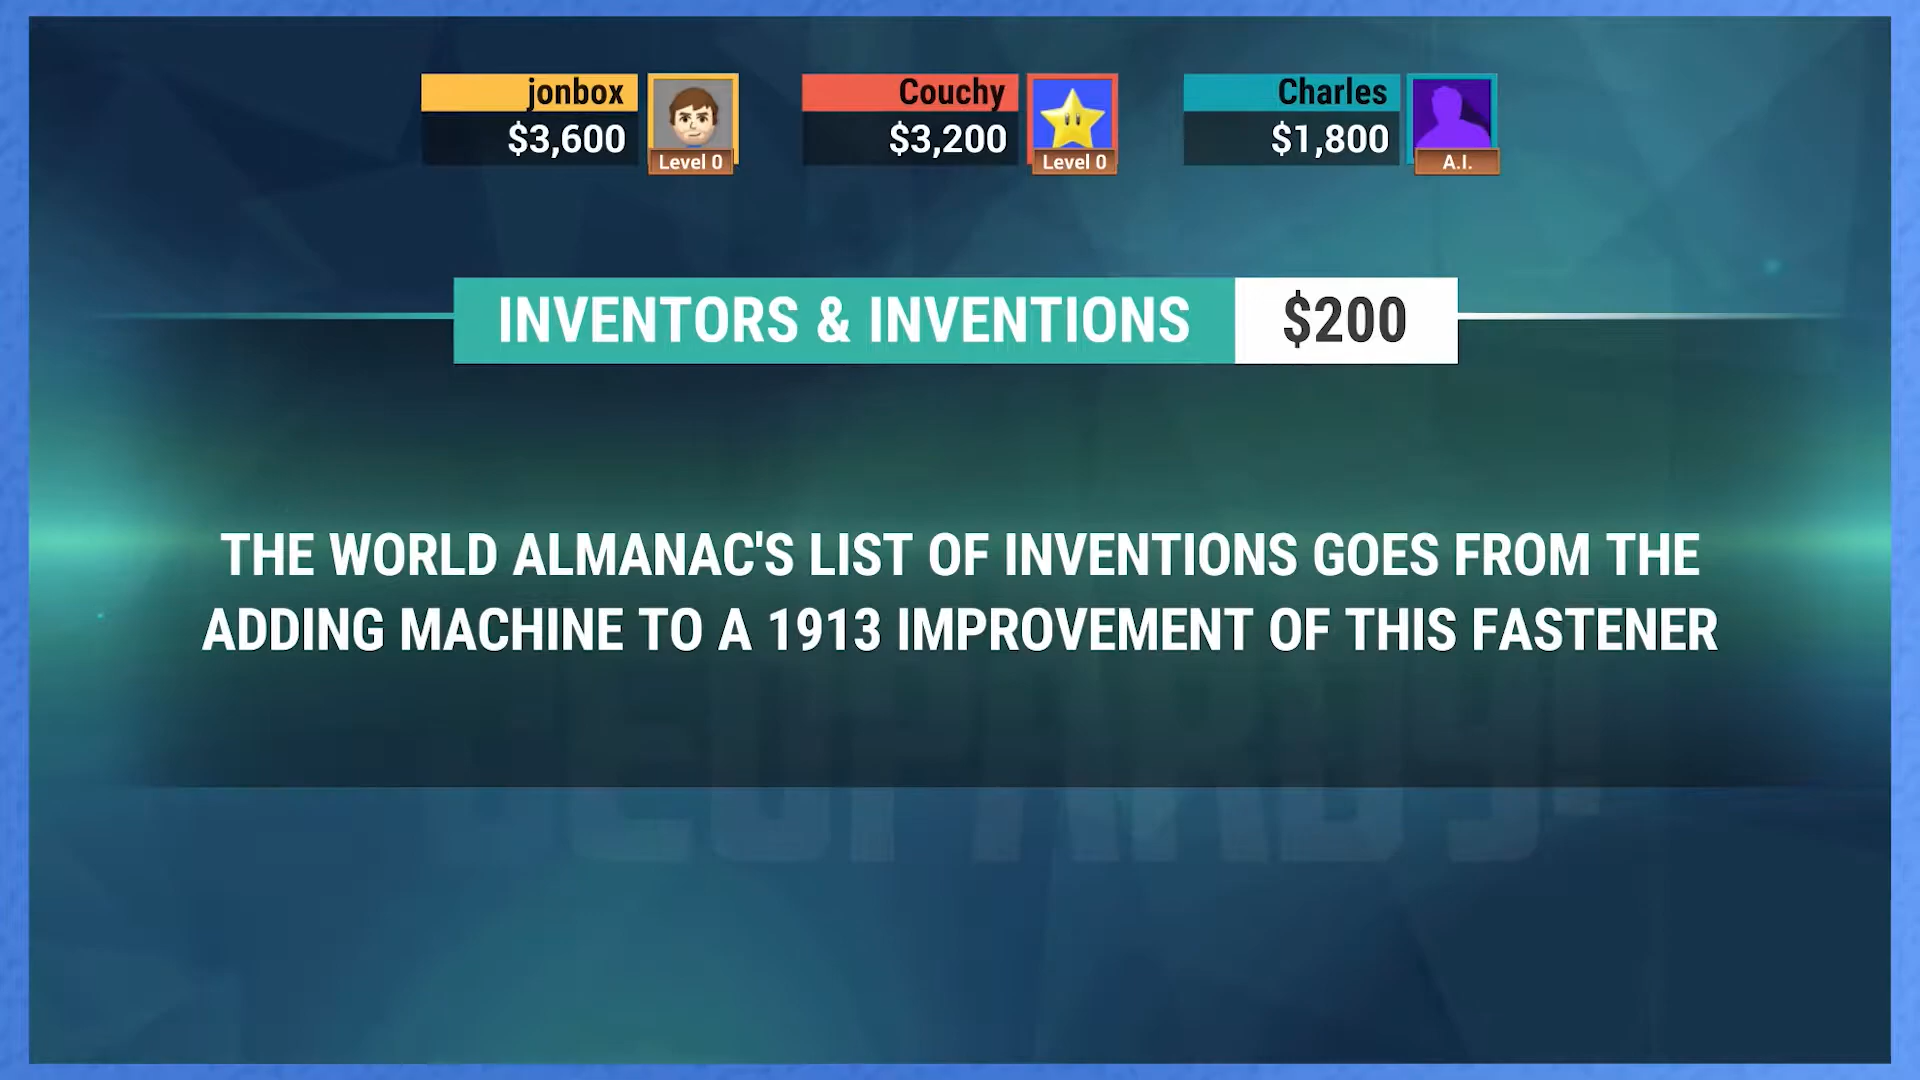 jonbox
$3,600
Level 0
Couchy
$3,200
Level 0
Charles
$1,800
A.I.
INVENTORS & INVENTIONS $200
THE WORLD ALMANAC'S LIST OF INVENTIONS GOES FROM THE
ADDING MACHINE TO A 1913 IMPROVEMENT OF THIS FASTENER
JEOPARDY!